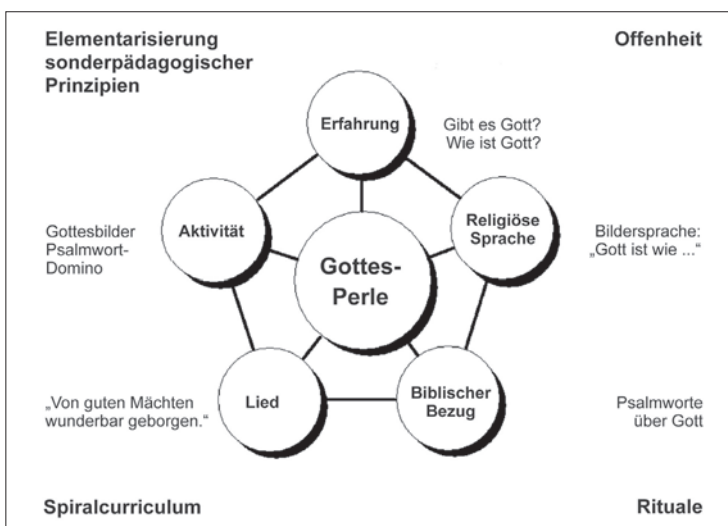 Elementarisierung
sonderpädagogischer
Prinzipien
Offenheit
Erfahrung
Gibt es Gott?
Wie ist Gott?
Gottesbilder
Psalmwort-
Domino
Aktivität
Religiöse
Sprache
Bildersprache:
„Gott ist wie ...“
Gottes-
Perle
„Von guten Mächten
wunderbar geborgen.“
Lied
Biblischer
Bezug
Psalmworte
über Gott
Spiralcurriculum
Rituale